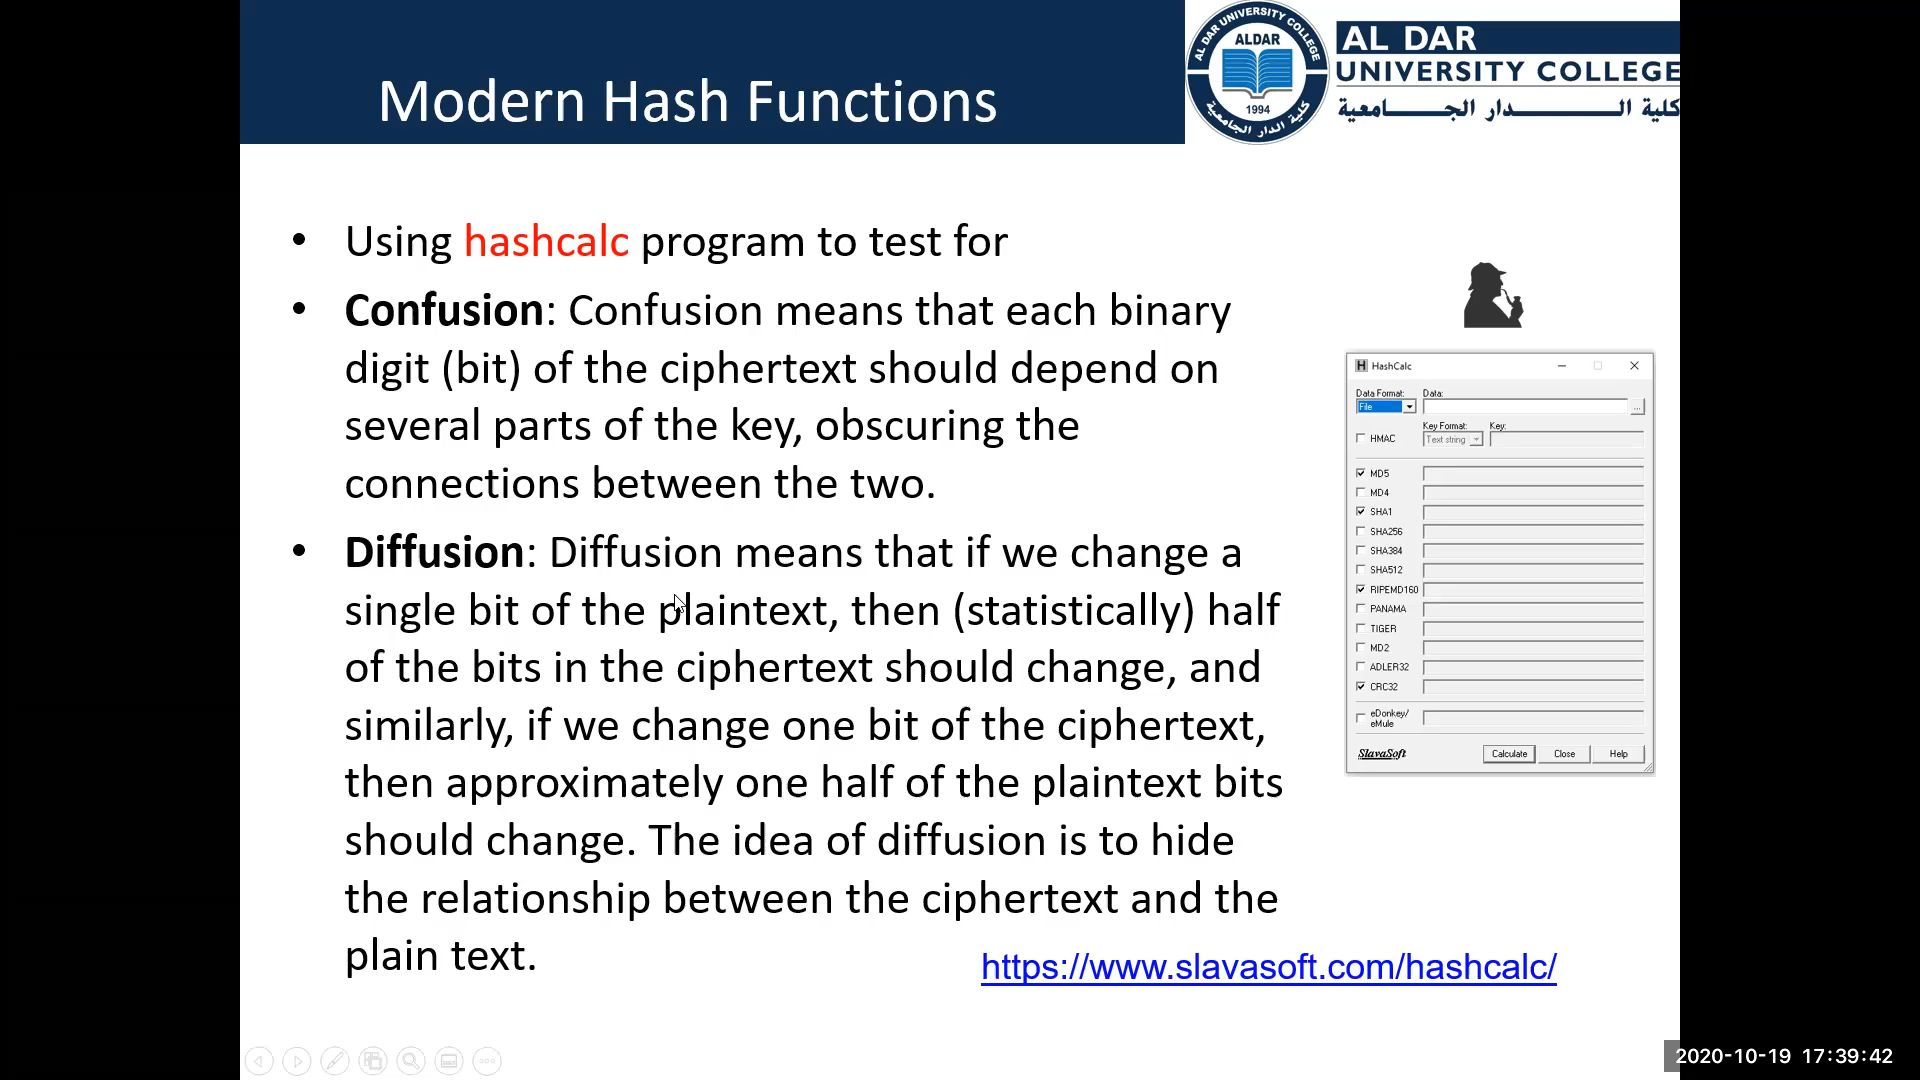 Modern Hash Functions
AL DAR UNIVERSITY COLLEGE
ALDAR
1994
كلية الدار الجامعية
AL DAR
UNIVERSITY COLLEGE
كلية الــدار الجــامعية
• Using hashcalc program to test for
• Confusion: Confusion means that each binary
digit (bit) of the ciphertext should depend on
several parts of the key, obscuring the
connections between the two.
• Diffusion: Diffusion means that if we change a
single bit of the plaintext, then (statistically) half
of the bits in the ciphertext should change, and
similarly, if we change one bit of the ciphertext,
then approximately one half of the plaintext bits
should change. The idea of diffusion is to hide
the relationship between the ciphertext and the
plain text.
H HashCalc
Data Format: Data:
File ...
Key Format: Key:
HMAC Text string
MD5
MD4
SHA1
SHA256
SHA384
SHA512
RIPEMD160
PANAMA
TIGER
MD2
ADLER32
CRC32
eDonkey/
eMule
SlavaSoft Calculate Close Help
https://www.slavasoft.com/hashcalc/
2020-10-19 17:39:42